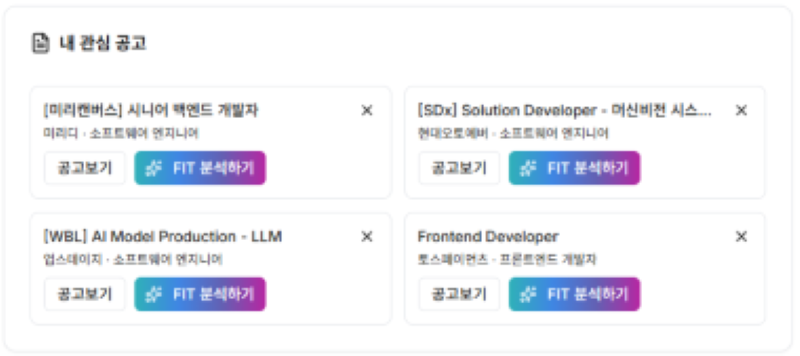 내 관심 공고
[미리캔버스] 시니어 백엔드 개발자
미리디 · 소프트웨어 엔지니어
공고보기
FIT 분석하기
[SDx] Solution Developer - 머신비전 시스...
현대오토에버 · 소프트웨어 엔지니어
공고보기
FIT 분석하기
[WBL] AI Model Production - LLM
업스테이지 · 소프트웨어 엔지니어
공고보기
FIT 분석하기
Frontend Developer
토스페이먼츠 · 프론트엔드 개발자
공고보기
FIT 분석하기